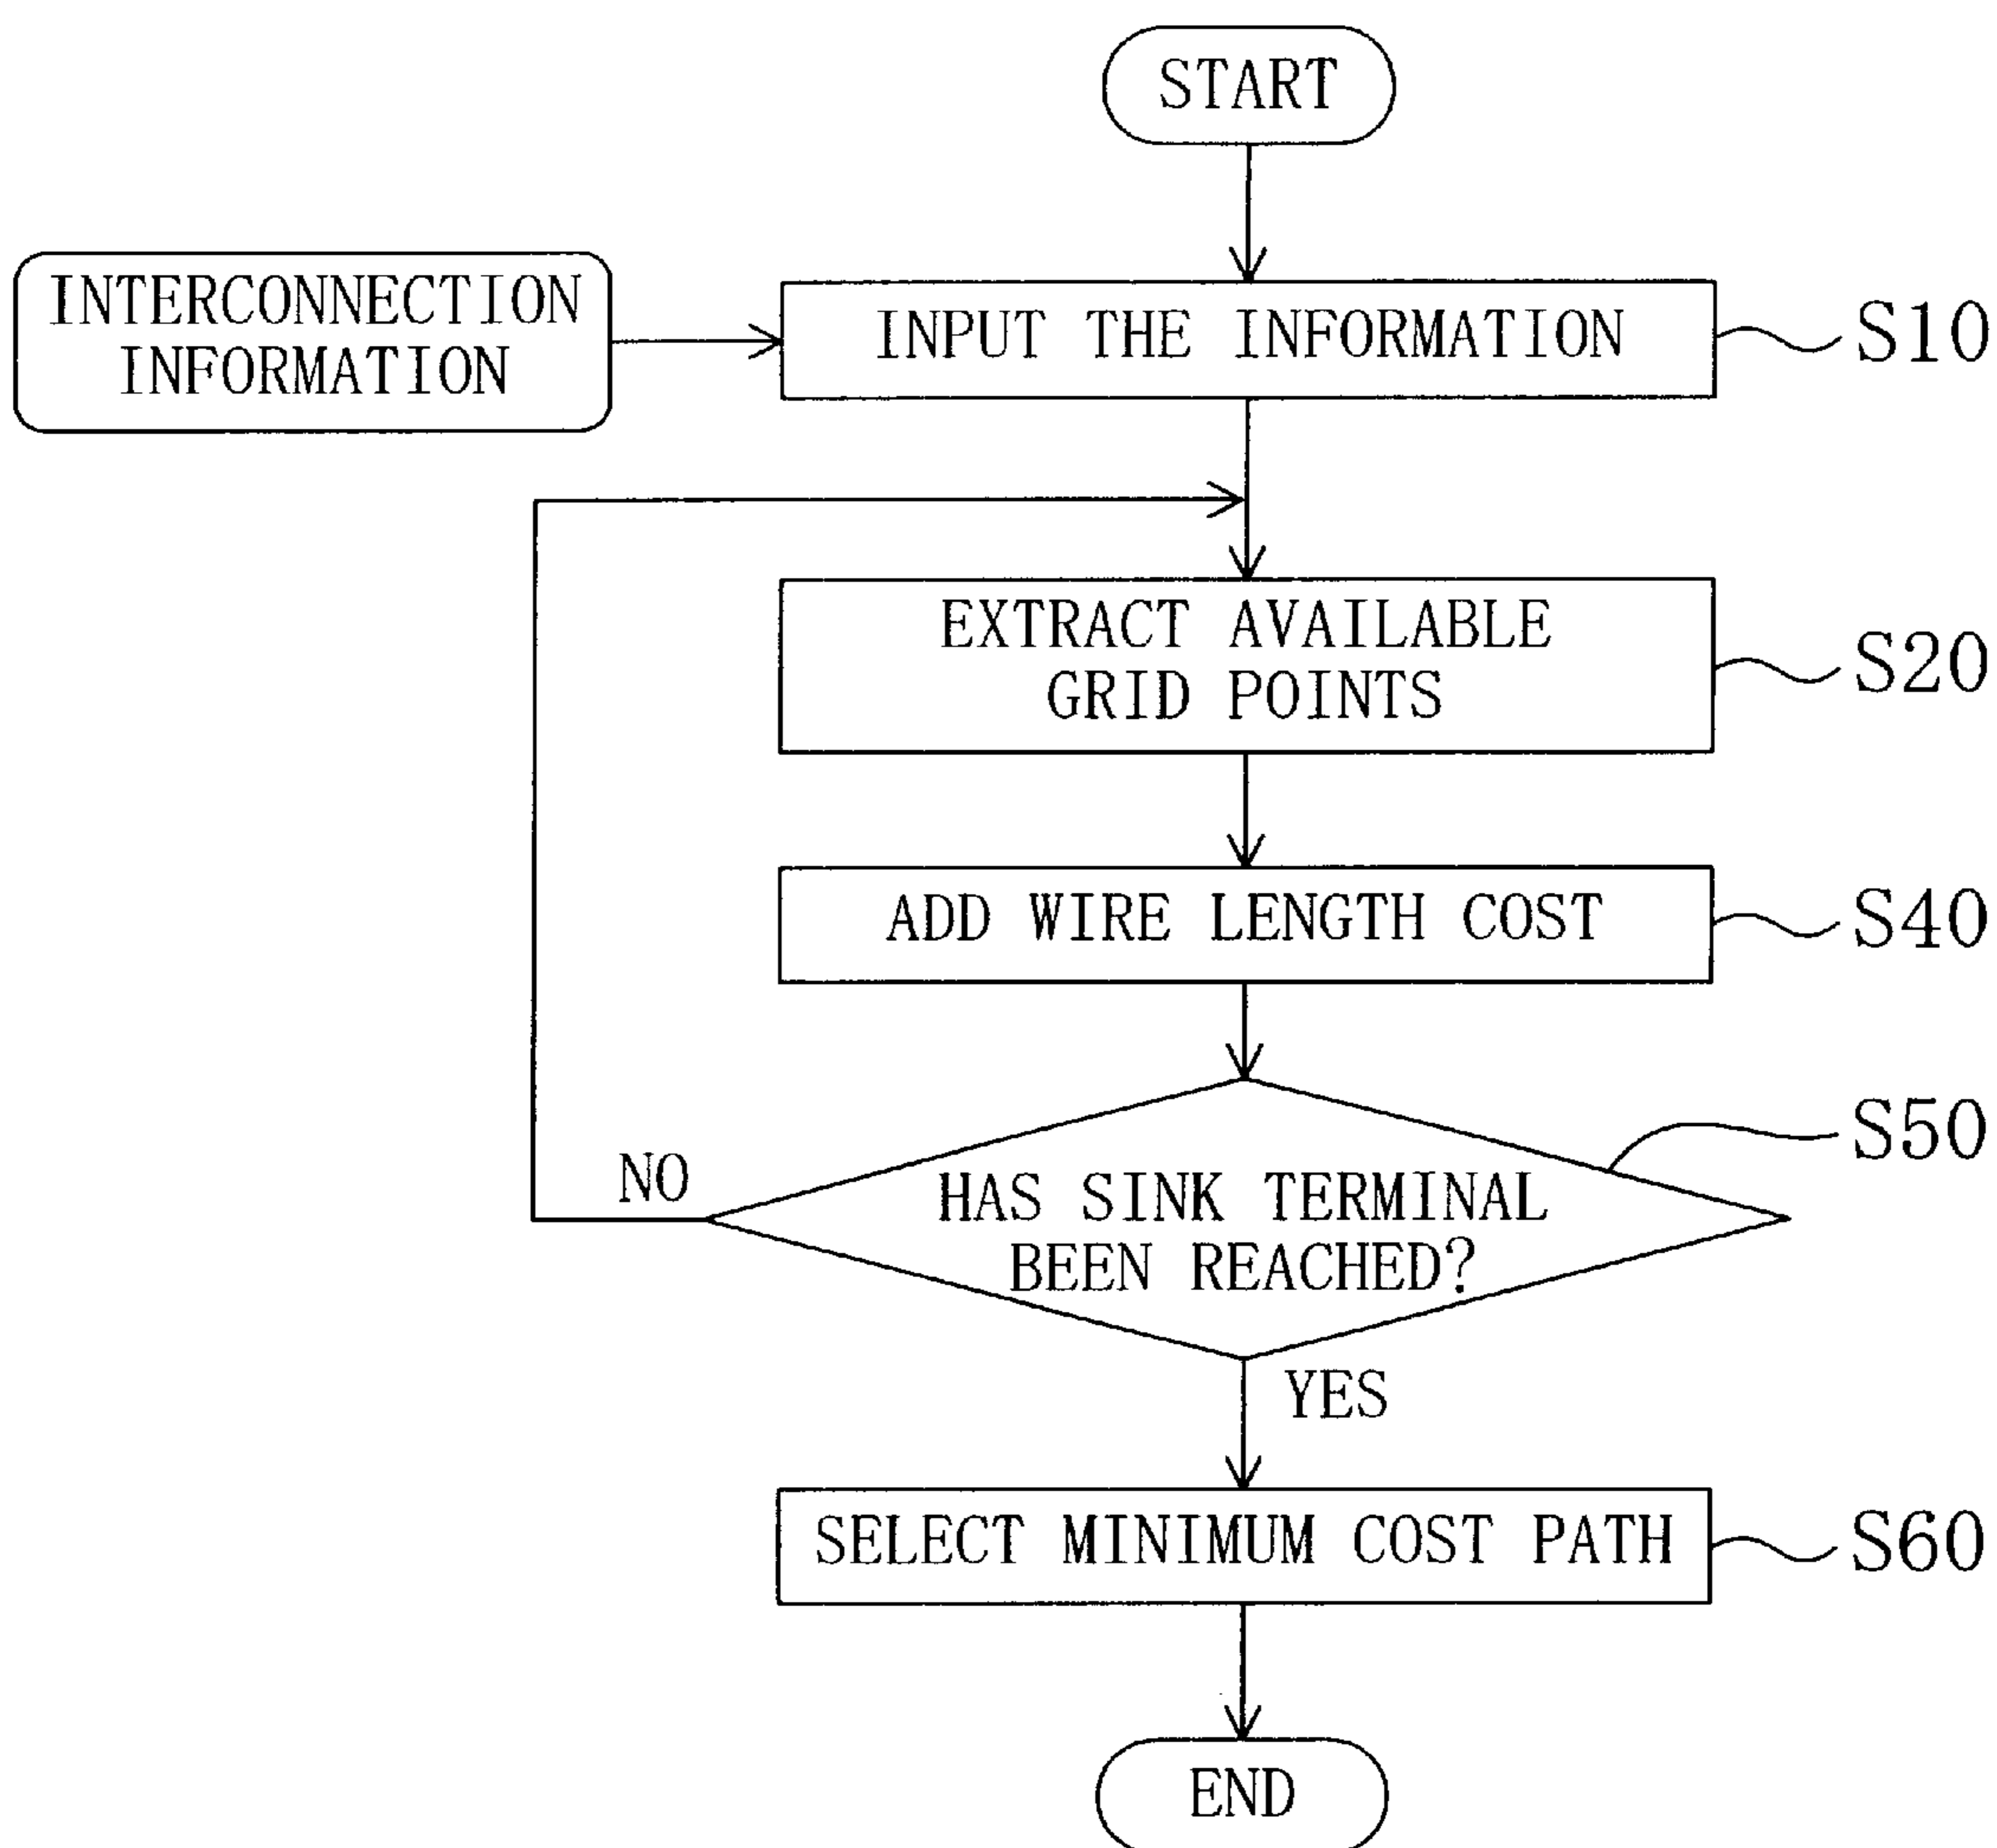 START
INTERCONNECTION
INFORMATION
INPUT THE INFORMATION
S10
EXTRACT AVAILABLE
GRID POINTS
S20
ADD WIRE LENGTH COST
S40
S50
NO
HAS SINK TERMINAL
BEEN REACHED?
YES
SELECT MINIMUM COST PATH
S60
END